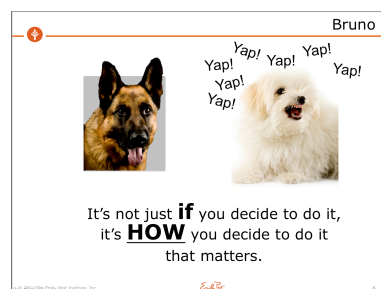 Bruno
Yap!
Yap!
Yap!
Yap!
Yap!
Yap!
Yap!
It’s not just if you decide to do it,
it’s HOW you decide to do it
that matters.